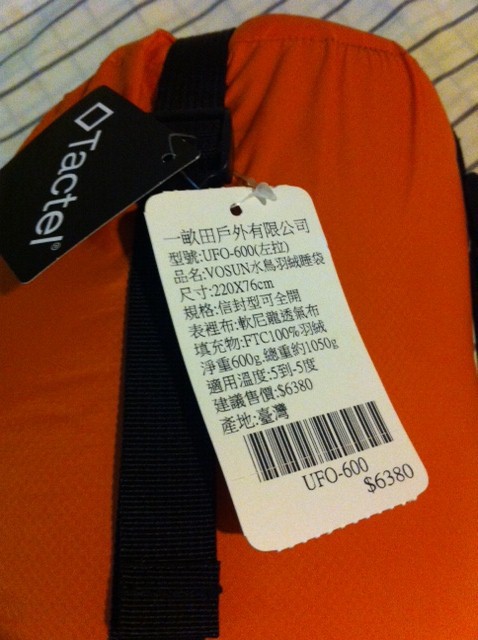 Tactel®
一畝田戶外有限公司
型號:UFO-600(左拉)
品名:VOSUN水鳥羽絨睡袋
尺寸:220X76cm
規格:信封型可全開
表裡布:軟尼龍透氣布
填充物:FTC100%羽絨
淨重600g.總重約1050g
適用溫度:5到-5度
建議售價:$6380
產地:臺灣
UFO-600
$6380